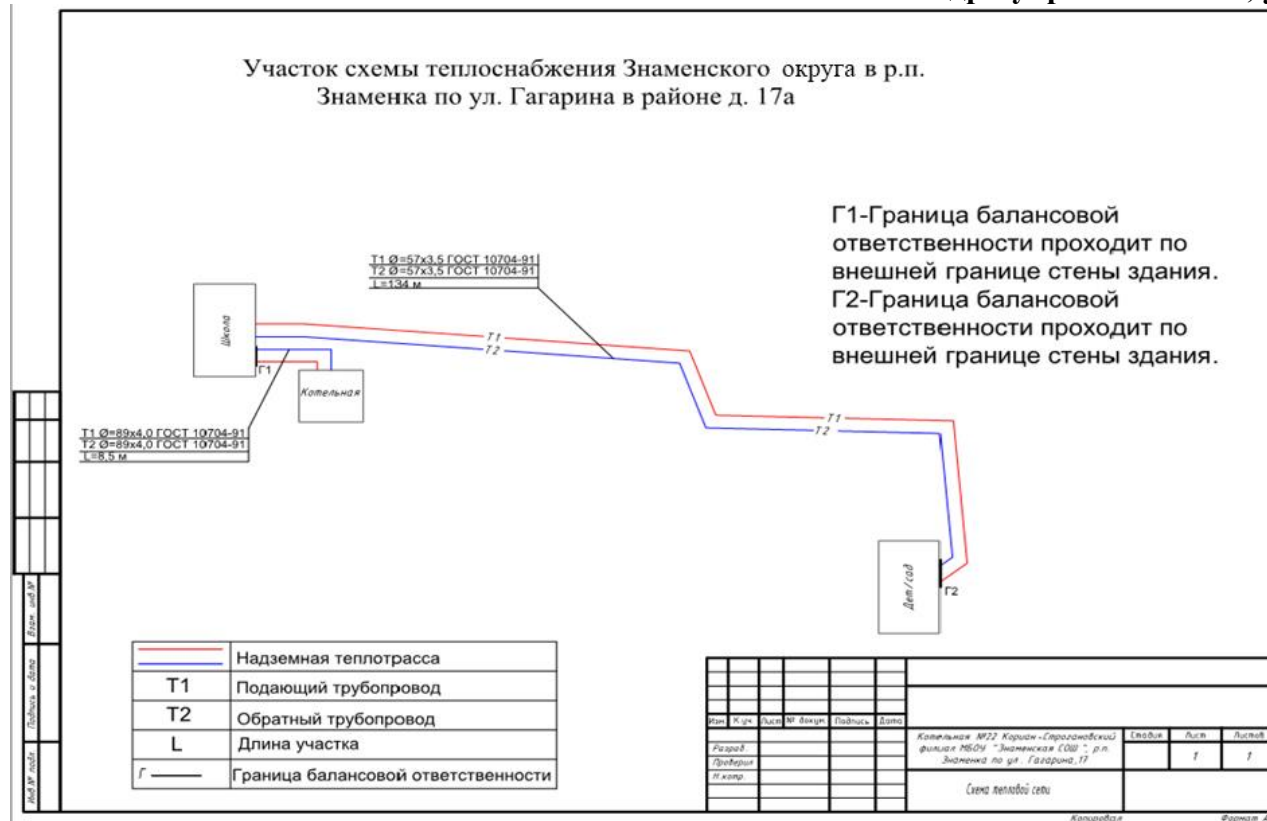 Участок схемы теплоснабжения Знаменского округа в р.п.
Знаменка по ул. Гагарина в районе д. 17а
Г1-Граница балансовой
ответственности проходит по
внешней границе стены здания.
Г2-Граница балансовой
ответственности проходит по
внешней границе стены здания.
Т1 Ø=57х3,5 ГОСТ 10704-91
Т2 Ø=57х3,5 ГОСТ 10704-91
L=134 м
Школа
Т1
Т2
Г1
Котельная
Т1
Т2
Т1 Ø=89х4,0 ГОСТ 10704-91
Т2 Ø=89х4,0 ГОСТ 10704-91
L=8,5 м
Дет/сад
Г2
Надземная теплотрасса
Т1 Подающий трубопровод
Т2 Обратный трубопровод
L Длина участка
Г Граница балансовой ответственности
Взам. инв №
Подпись и дата
Инв № подл
Изм. К.уч Лист № докум. Подпись Дата
Разраб.
Проверил
Н.контр.
Котельная №22 Кориан-Строгановский
филиал МБОУ "Знаменская СОШ", р.п.
Знаменка по ул. Гагарина,17
Стадия Лист Листов
1 1
Схема тепловой сети
Копировал Формат